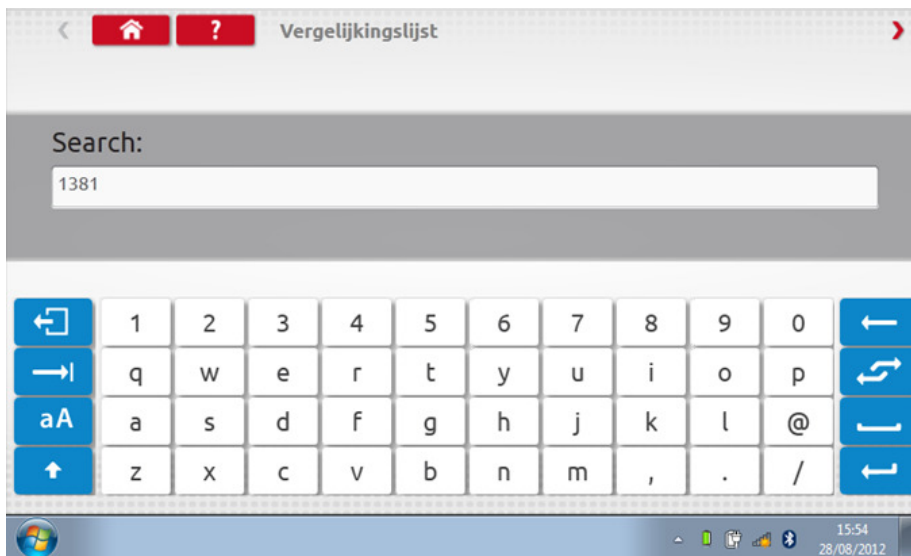 ? Vergelijkingslijst
Search:
1381
1 2 3 4 5 6 7 8 9 0
q w e r t y u i o p
aA a s d f g h j k l @
z x c v b n m , . /
15:54
28/08/2012